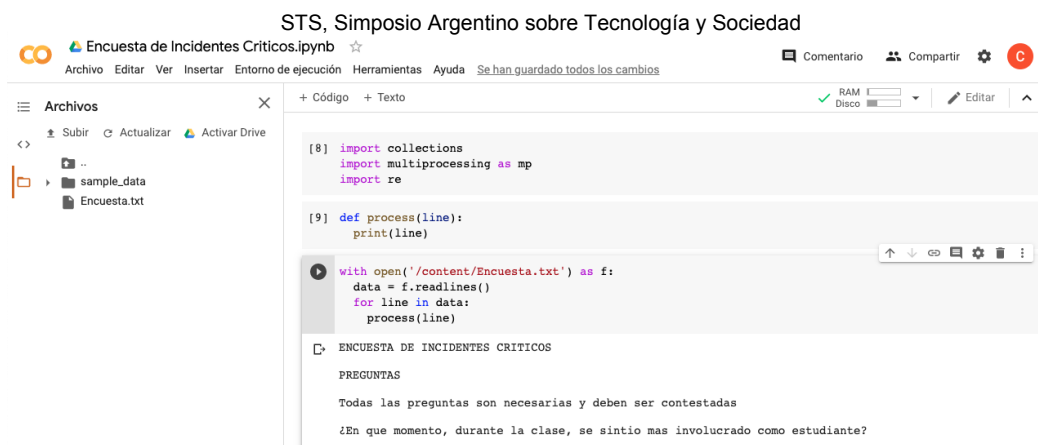 STS, Simposio Argentino sobre Tecnología y Sociedad
CO
Encuesta de Incidentes Criticos.ipynb
Comentario Compartir C
Archivo Editar Ver Insertar Entorno de ejecución Herramientas Ayuda Se han guardado todos los cambios
Archivos
+ Código + Texto
RAM
Disco
Editar
Subir Actualizar Activar Drive
..
sample_data
Encuesta.txt
[8] import collections
import multiprocessing as mp
import re
[9] def process(line):
print(line)
with open('/content/Encuesta.txt') as f:
data = f.readlines()
for line in data:
process(line)
ENCUESTA DE INCIDENTES CRITICOS
PREGUNTAS
Todas las preguntas son necesarias y deben ser contestadas
¿En que momento, durante la clase, se sintio mas involucrado como estudiante?